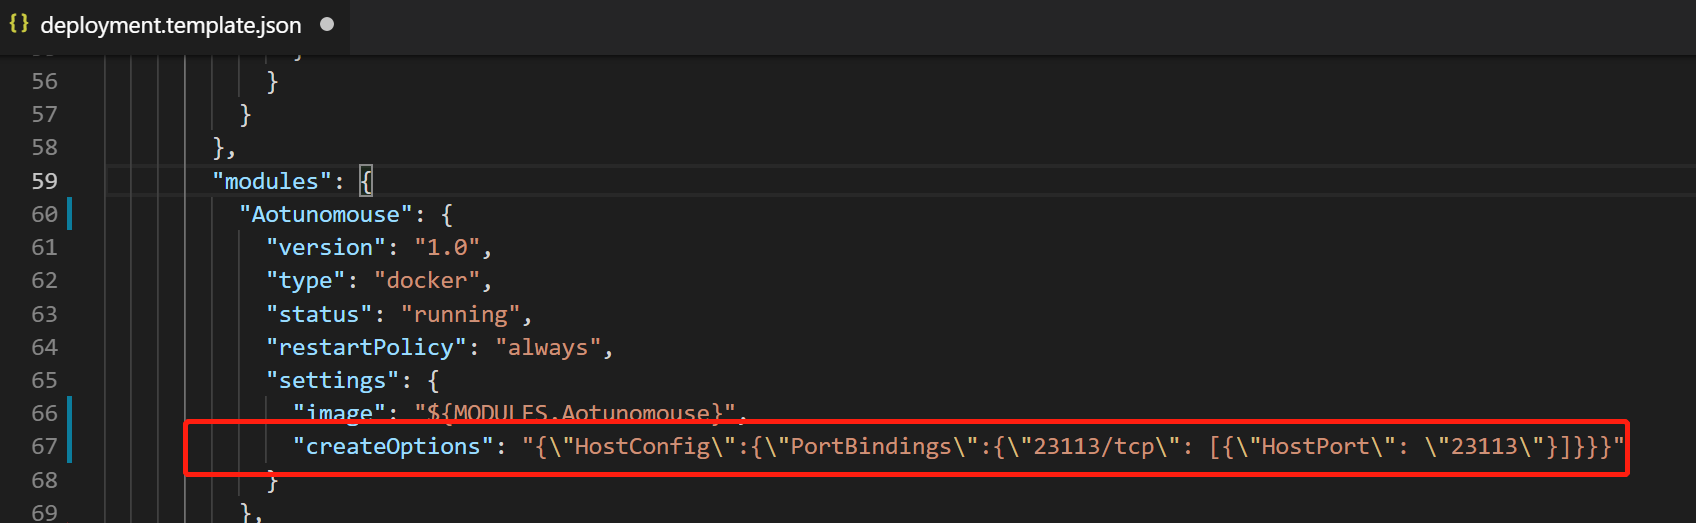 {} deployment.template.json
56 }
57 }
58 },
59 "modules": {
60 "Aotunomouse": {
61 "version": "1.0",
62 "type": "docker",
63 "status": "running",
64 "restartPolicy": "always",
65 "settings": {
66 "image": "${MODULES.Aotunomouse}",
67 "createOptions": "{\"HostConfig\":{\"PortBindings\":{\"23113/tcp\": [{\"HostPort\": \"23113\"}]}}}"
68 }
69 },